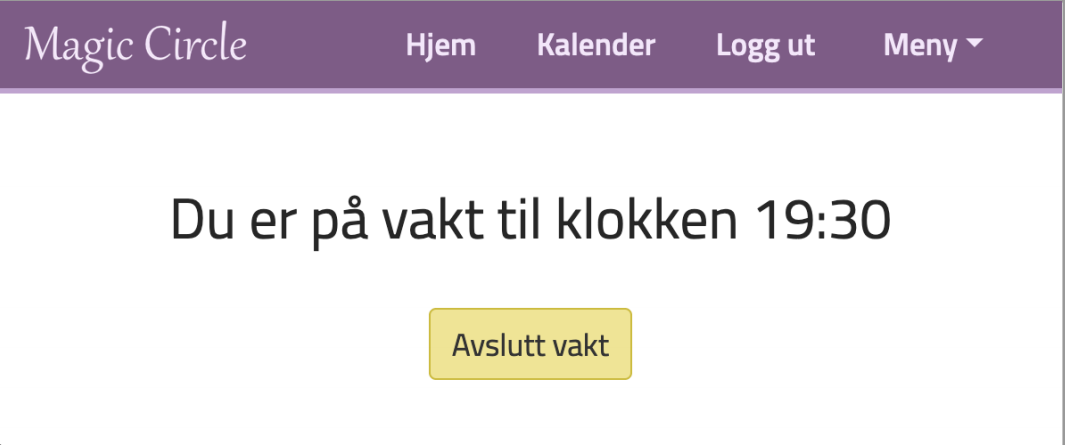 Magic Circle Hjem Kalender Logg ut Meny
Du er på vakt til klokken 19:30
Avslutt vakt